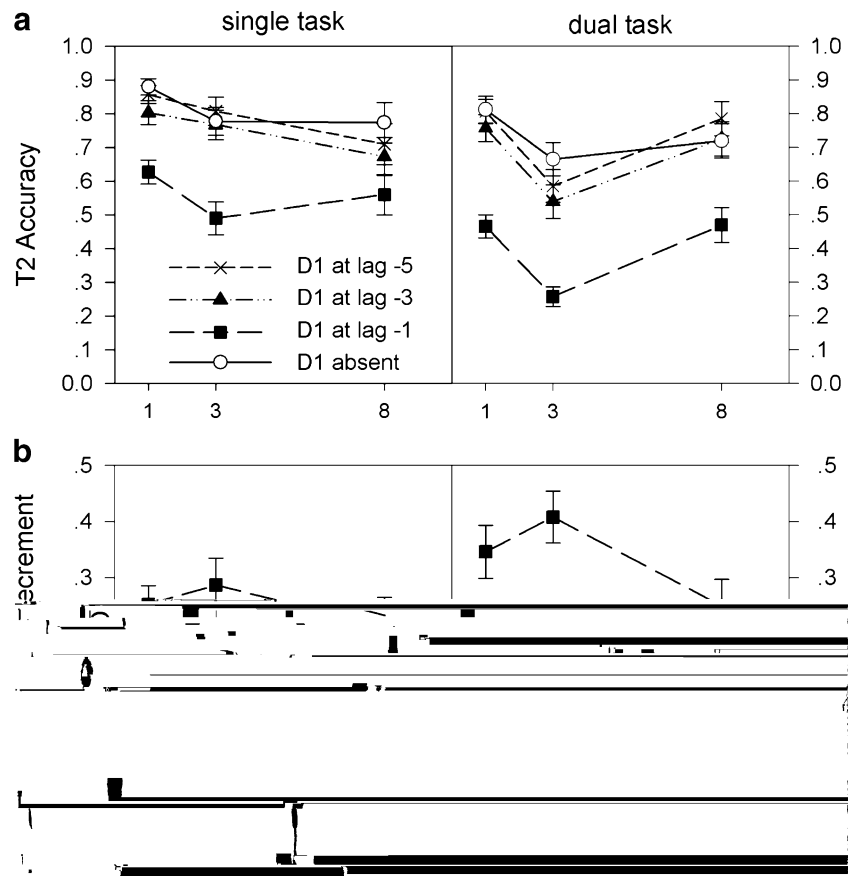 a
single task
dual task
1.0
.9
.8
.7
.6
.5
.4
.3
.2
.1
0.0
T2 Accuracy
D1 at lag -5
D1 at lag -3
D1 at lag -1
D1 absent
1.0
.9
.8
.7
.6
.5
.4
.3
.2
.1
0.0
1 3 8
1 3 8
b
.5
.4
.3
.5
.4
.3